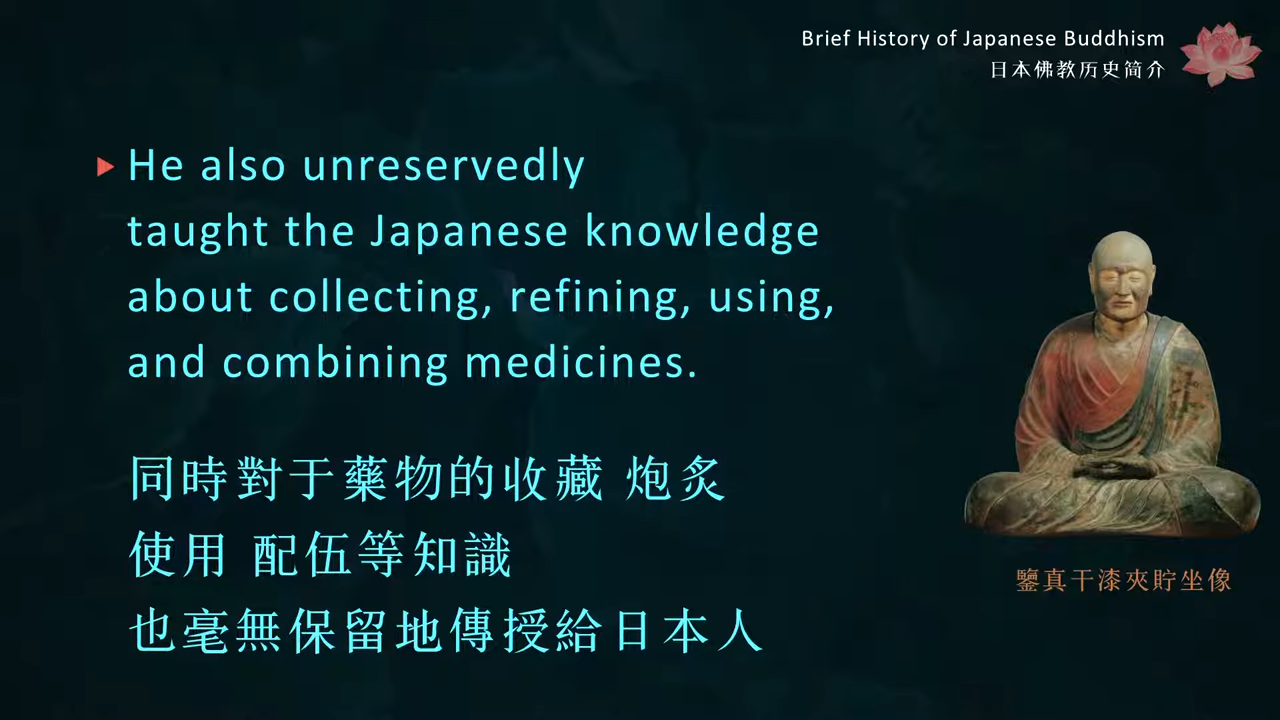 Brief History of Japanese Buddhism
日本佛教历史简介
He also unreservedly
taught the Japanese knowledge
about collecting, refining, using,
and combining medicines.
同時對于藥物的收藏 炮炙
使用 配伍等知識
也毫無保留地傳授給日本人
鑒真干漆夾貯坐像